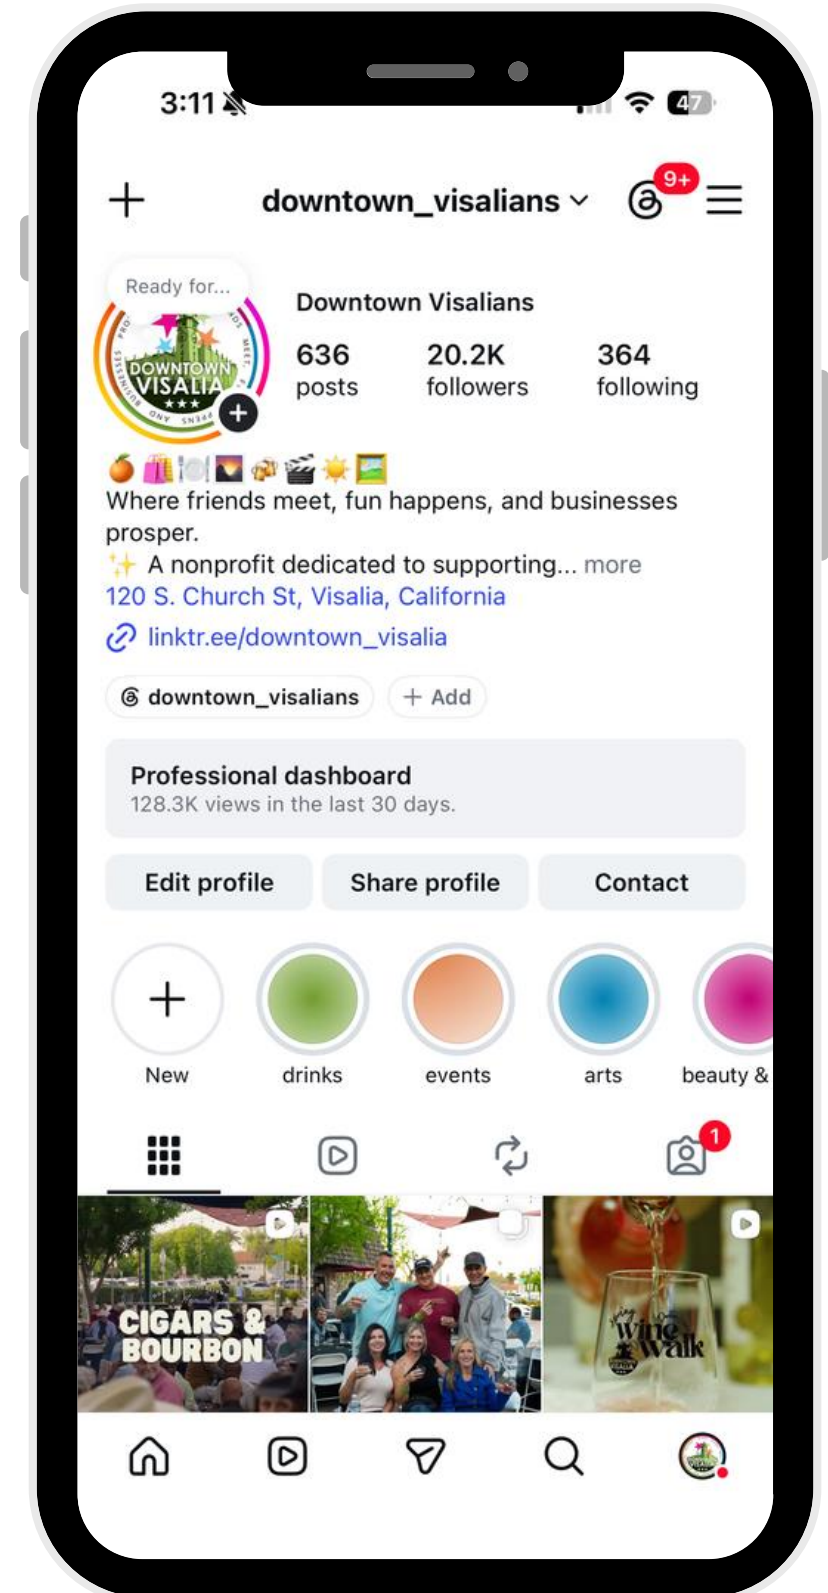 3:11
47
downtown_visalians
9+
Ready for...
DOWNTOWN
VISALIA
Downtown Visalians
636 20.2K 364
posts followers following
Where friends meet, fun happens, and businesses
prosper.
✨ A nonprofit dedicated to supporting... more
120 S. Church St, Visalia, California
linktr.ee/downtown_visalia
downtown_visalians + Add
Professional dashboard
128.3K views in the last 30 days.
Edit profile Share profile Contact
New drinks events arts beauty &
1
CIGARS &
BOURBON
wine
walk
VISALIA